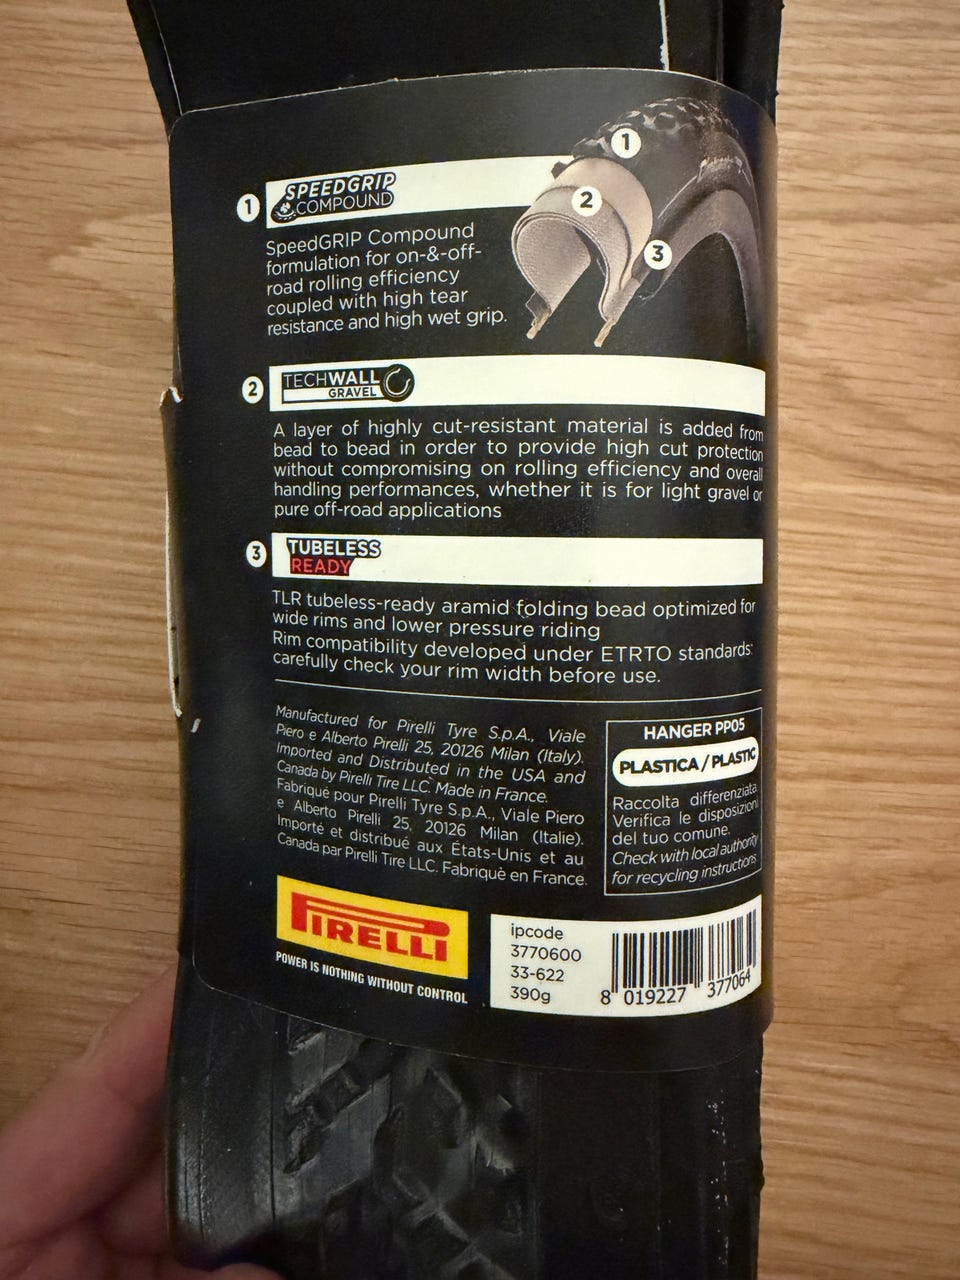 1
2
3
1 SPEEDGRIP
COMPOUND
SpeedGRIP Compound
formulation for on-&-off-
road rolling efficiency
coupled with high tear
resistance and high wet grip.
2 TECHWALL
GRAVEL
A layer of highly cut-resistant material is added from
bead to bead in order to provide high cut protection
without compromising on rolling efficiency and overall
handling performances, whether it is for light gravel or
pure off-road applications
3 TUBELESS
READY
TLR tubeless-ready aramid folding bead optimized for
wide rims and lower pressure riding
Rim compatibility developed under ETRTO standards:
carefully check your rim width before use.
Manufactured for Pirelli Tyre S.p.A., Viale
Piero e Alberto Pirelli 25, 20126 Milan (Italy).
Imported and Distributed in the USA and
Canada by Pirelli Tire LLC. Made in France.
Fabriqué pour Pirelli Tyre S.p.A., Viale Piero
e Alberto Pirelli 25, 20126 Milan (Italie).
Importé et distribué aux États-Unis et au
Canada par Pirelli Tire LLC. Fabriquè en France.
HANGER PP05
PLASTICA / PLASTIC
Raccolta differenziata
Verifica le disposizioni
del tuo comune.
Check with local authority
for recycling instructions
PIRELLI
POWER IS NOTHING WITHOUT CONTROL
ipcode
3770600
33-622
390g
8 019227 377064